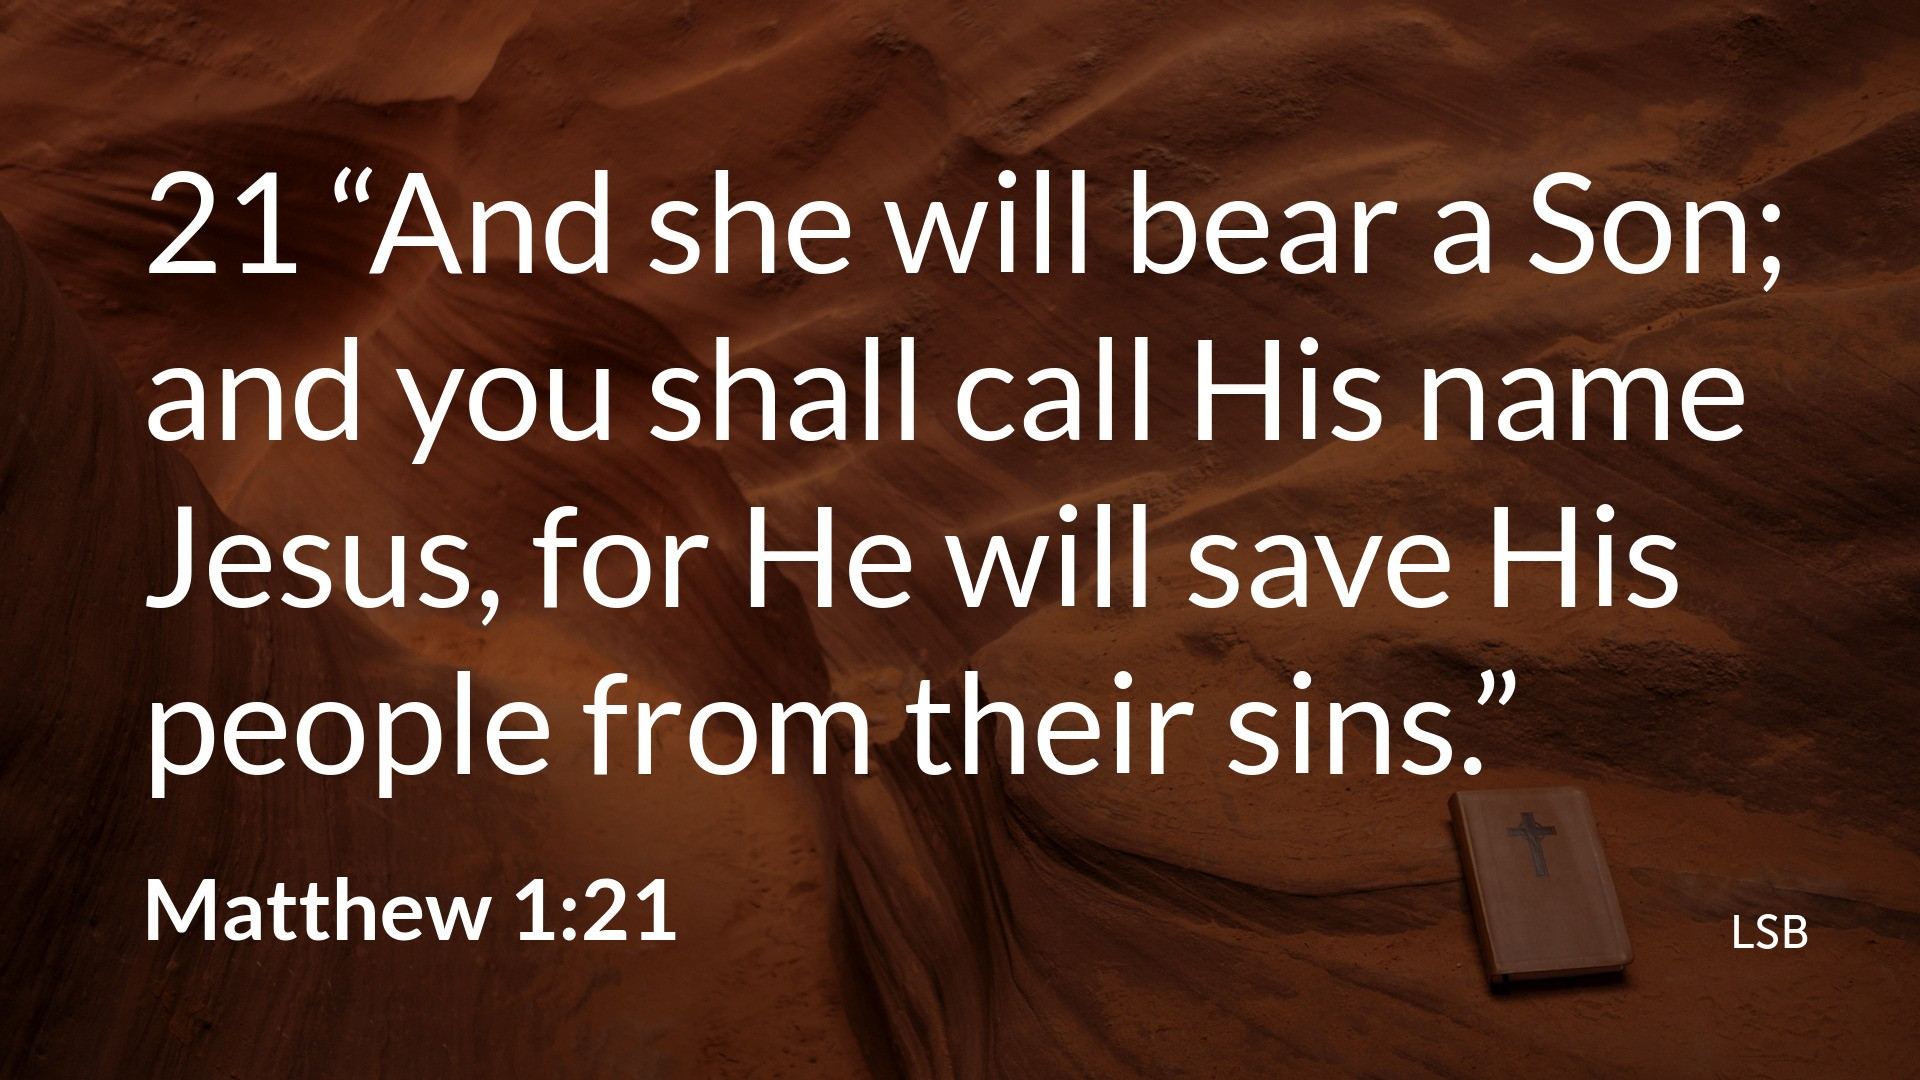 21 “And she will bear a Son;
and you shall call His name
Jesus, for He will save His
people from their sins.”
Matthew 1:21
LSB